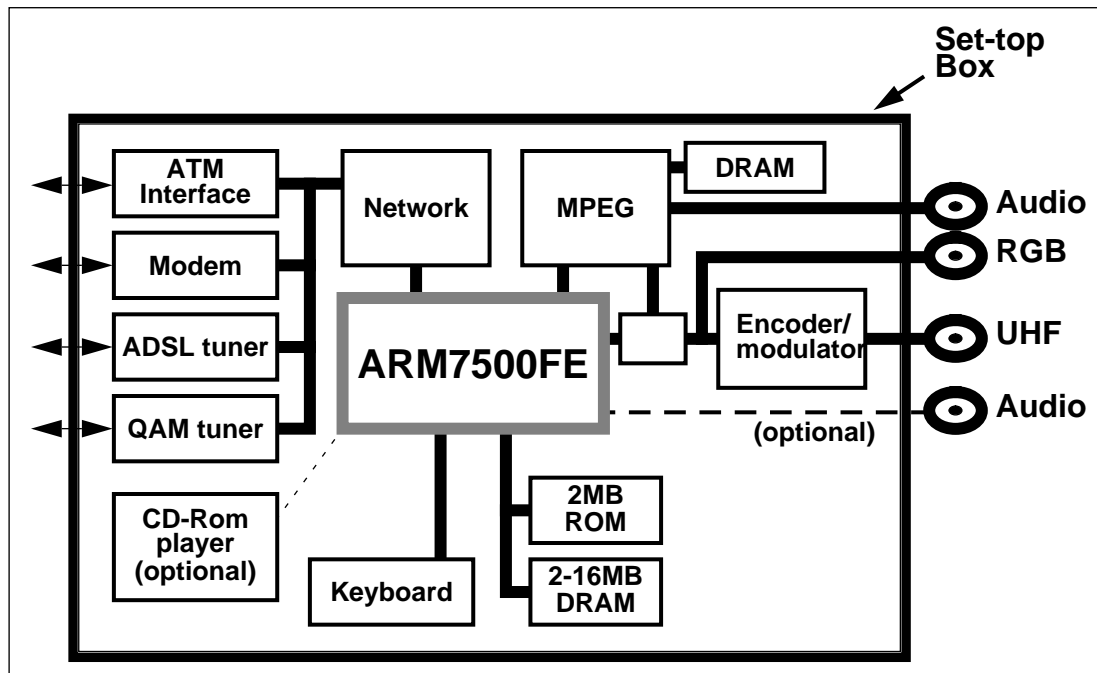 Set-top
Box
ATM
Interface
Network
MPEG
DRAM
Audio
Modem
RGB
ADSL tuner
ARM7500FE
Encoder/
modulator
UHF
QAM tuner
Audio
(optional)
CD-Rom
player
(optional)
2MB
ROM
Keyboard
2-16MB
DRAM